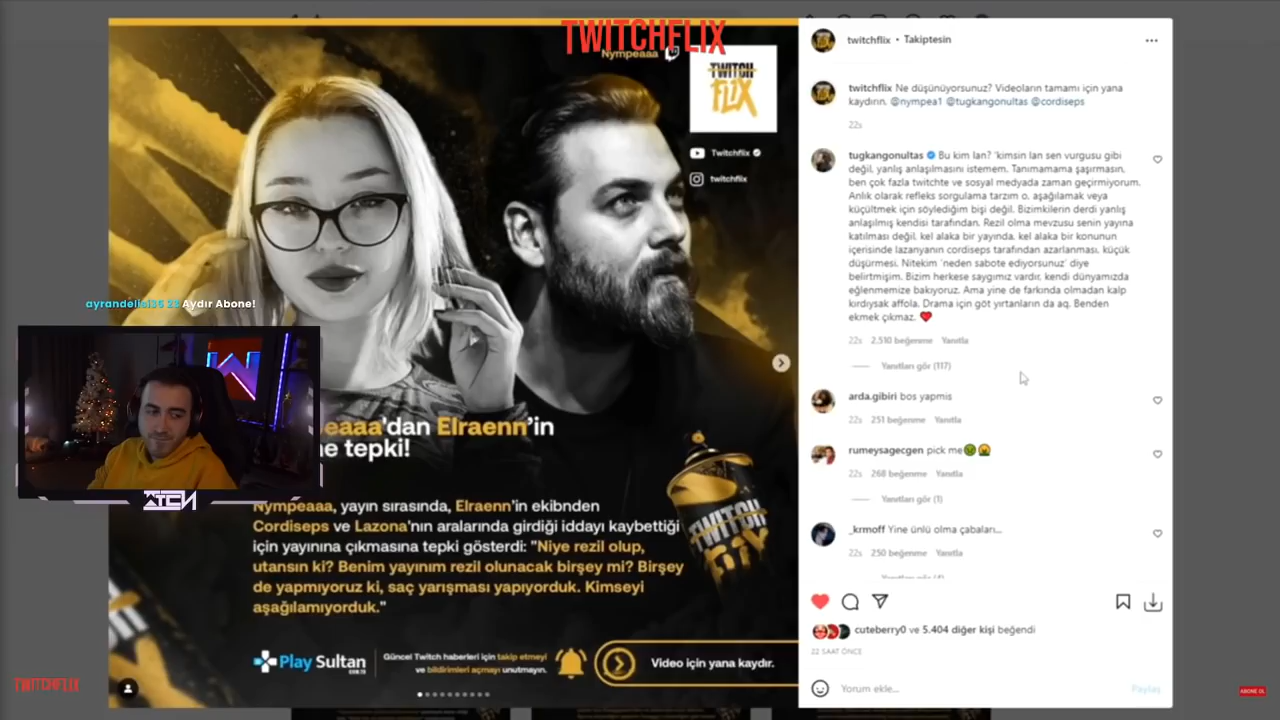 TWITCHFLIX
Nympeaaa
TWITCH
FLIX
Twitchflix
twitchflix
ayrandelisi35 22 Aydır Abone!
eaaa'dan Elraenn'in
e tepki!
Nympeaaa, yayın sırasında, Elraenn'in ekibnden
Cordiseps ve Lazona'nın aralarında girdiği iddayı kaybettiği
için yayınına çıkmasına tepki gösterdi: "Niye rezil olup,
utansın ki? Benim yayınım rezil olunacak birşey mi? Birşey
de yapmıyoruz ki, saç yarışması yapıyorduk. Kimseyi
aşağılamıyorduk."
TWITCH
FLIX
Play Sultan
Güncel Twitch haberleri için takip etmeyi
ve bildirimleri açmayı unutmayın.
Video için yana kaydır.
TWITCHFLIX
twitchflix • Takiptesin
twitchflix Ne düşünüyorsunuz? Videoların tamamı için yana
kaydırın. @nympea1 @tugkangonultas @cordiseps
22s
tugkangonultas Bu kim lan? 'kimsin lan sen vurgusu gibi
değil, yanlış anlaşılmasını istemem. Tanımamama şaşırmasın,
ben çok fazla twitchte ve sosyal medyada zaman geçirmiyorum.
Anlık olarak refleks sorgulama tarzım o, aşağılamak veya
küçültmek için söylediğim bişi değil. Bizimkilerin derdi yanlış
anlaşılmış kendisi tarafından. Rezil olma mevzusu senin yayına
katılması değil, kel alaka bir yayında, kel alaka bir konunun
içerisinde lazanyanın cordiseps tarafından azarlanması, küçük
düşürmesi. Nitekim 'neden sabote ediyorsunuz' diye
belirtmişim. Bizim herkese saygımız vardır, kendi dünyamızda
eğlenmemize bakıyoruz. Ama yine de farkında olmadan kalp
kırdıysak affola. Drama için göt yırtanların da aq. Benden
ekmek çıkmaz. ❤️
22s 2,510 beğenme Yanıtla
Yanıtları gör (117)
arda.gibiri bos yapmis
22s 251 beğenme Yanıtla
rumeysagecgen pick me🤢🤮
22s 268 beğenme Yanıtla
Yanıtları gör (1)
_krmoff Yine ünlü olma çabaları...
22s 250 beğenme Yanıtla
cuteberry0 ve 5.404 diğer kişi beğendi
22 SAAT ÖNCE
Yorum ekle...
Paylaş
ABONE OL